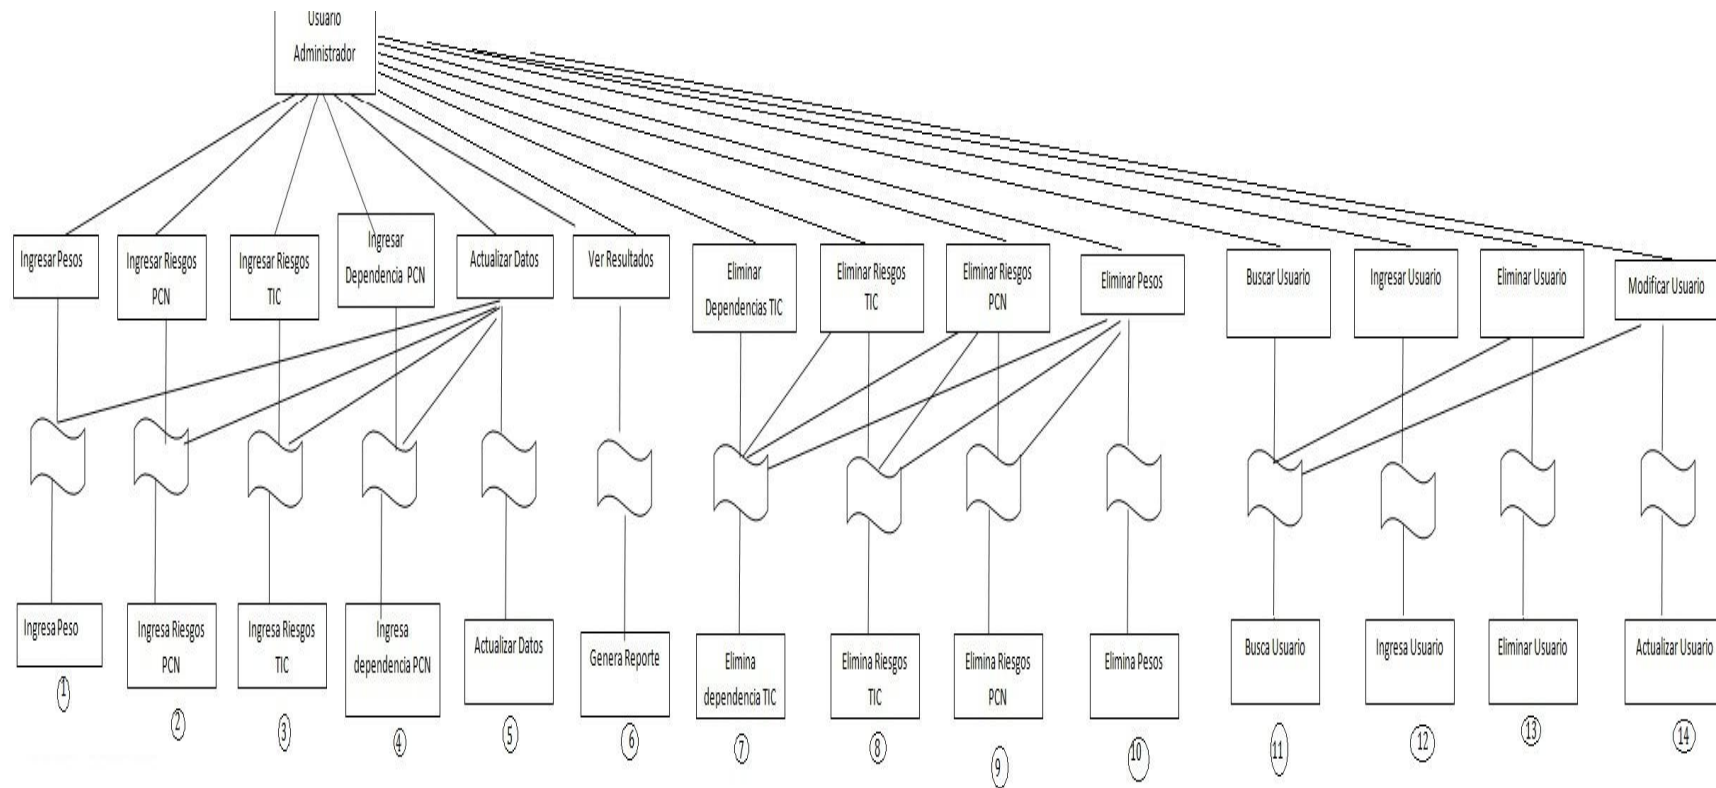 Usuario
Administrador
Ingresar Pesos
Ingresar Riesgos
PCN
Ingresar Riesgos
TIC
Ingresar
Dependencia PCN
Actualizar Datos
Ver Resultados
Eliminar
Dependencias TIC
Eliminar Riesgos
TIC
Eliminar Riesgos
PCN
Eliminar Pesos
Buscar Usuario
Ingresar Usuario
Eliminar Usuario
Modificar Usuario
Ingresa Peso
Ingresa Riesgos
PCN
Ingresa Riesgos
TIC
Ingresa
dependencia PCN
Actualizar Datos
Genera Reporte
Elimina
dependencia TIC
Elimina Riesgos
TIC
Elimina Riesgos
PCN
Elimina Pesos
Busca Usuario
Ingresa Usuario
Eliminar Usuario
Actualizar Usuario
1
2
3
4
5
6
7
8
9
10
11
12
13
14